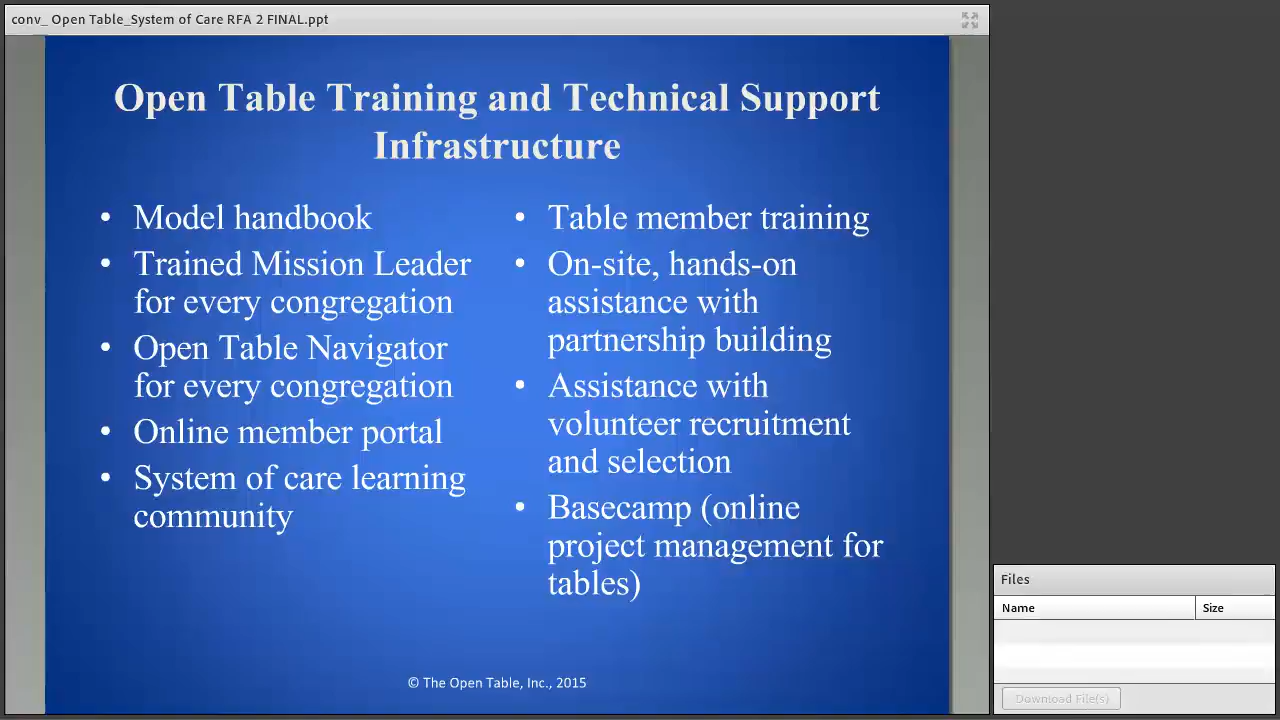 conv_ Open Table_System of Care RFA 2 FINAL.ppt
Open Table Training and Technical Support
Infrastructure
• Model handbook
• Trained Mission Leader
for every congregation
• Open Table Navigator
for every congregation
• Online member portal
• System of care learning
community
• Table member training
• On-site, hands-on
assistance with
partnership building
• Assistance with
volunteer recruitment
and selection
• Basecamp (online
project management for
tables)
© The Open Table, Inc., 2015
Files
Name Size
Download File(s)